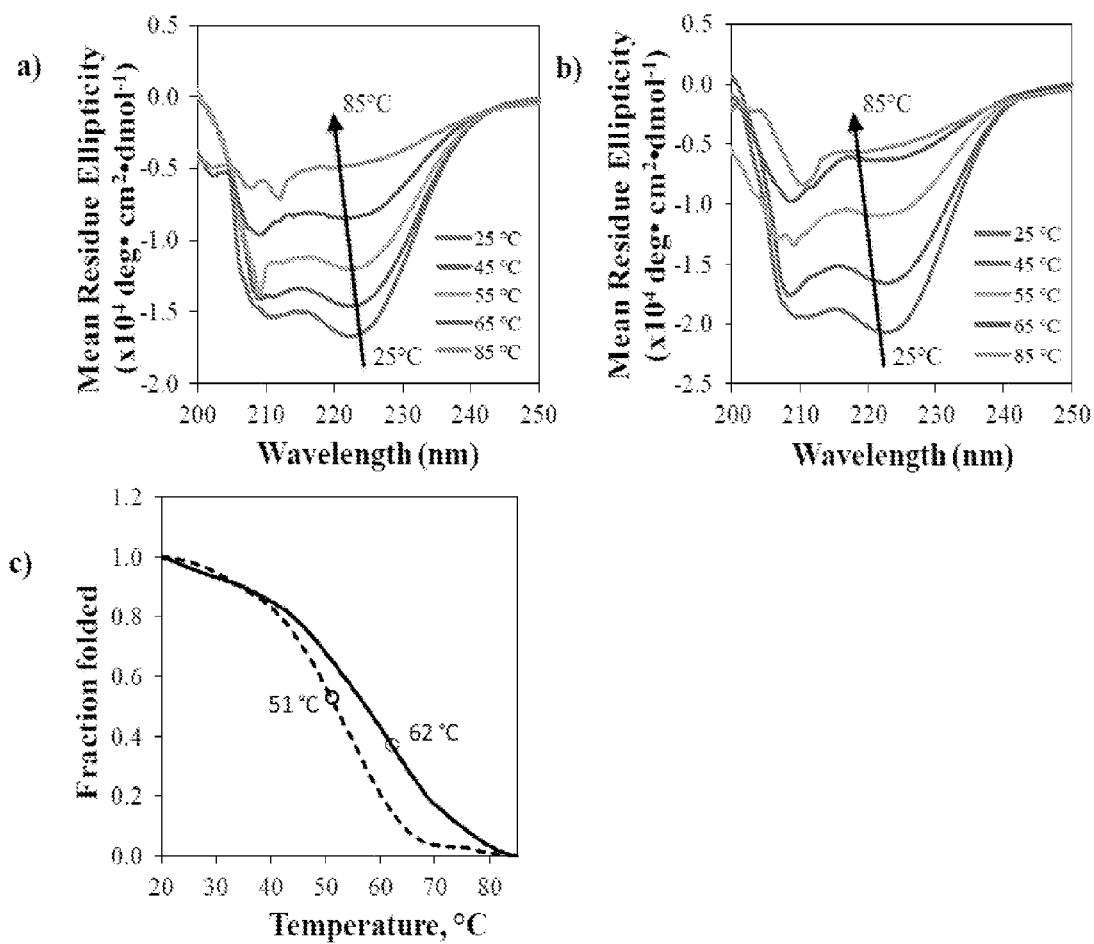 a)
Mean Residue Ellipticity
(x10⁴ deg• cm²•dmol⁻¹)
0.5
0.0
-0.5
-1.0
-1.5
-2.0
85°C
25°C
25 °C
45 °C
55 °C
65 °C
85 °C
200 210 220 230 240 250
Wavelength (nm)
b)
Mean Residue Ellipticity
(x10⁴ deg• cm²•dmol⁻¹)
0.5
0.0
-0.5
-1.0
-1.5
-2.0
-2.5
85°C
25°C
25 °C
45 °C
55 °C
65 °C
85 °C
200 210 220 230 240 250
Wavelength (nm)
c)
Fraction folded
1.2
1.0
0.8
0.6
0.4
0.2
0.0
51 °C
62 °C
20 30 40 50 60 70 80
Temperature, °C